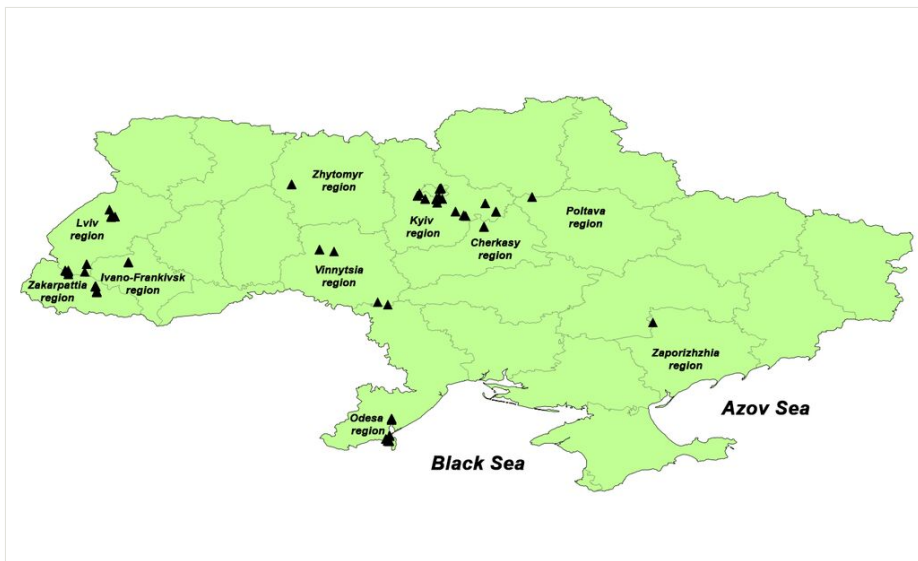 Zhytomyr
region
Lviv
region
Kyiv
region
Poltava
region
Cherkasy
region
Vinnytsia
region
Ivano-Frankivsk
region
Zakarpattia
region
Zaporizhzhia
region
Odesa
region
Azov Sea
Black Sea